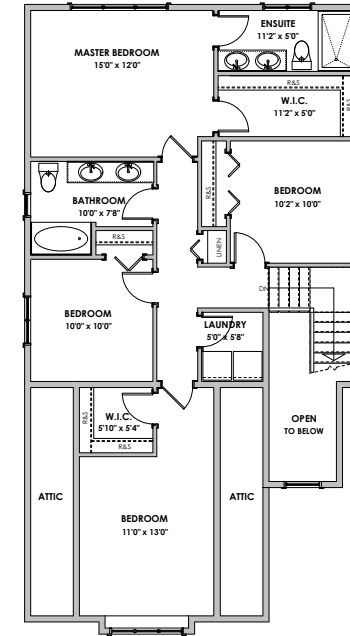 ENSUITE
11'2" x 5'0"
MASTER BEDROOM
15'0" x 12'0"
R&S
W.I.C.
11'2" x 5'0"
R&S
R&S
BEDROOM
10'2" x 10'0"
BATHROOM
10'0" x 7'8"
R&S
LINEN
DN
BEDROOM
10'0" x 10'0"
LAUNDRY
5'0" x 5'8"
R&S
W.I.C.
5'10" x 5'4"
R&S
OPEN
TO BELOW
ATTIC
ATTIC
BEDROOM
11'0" x 13'0"